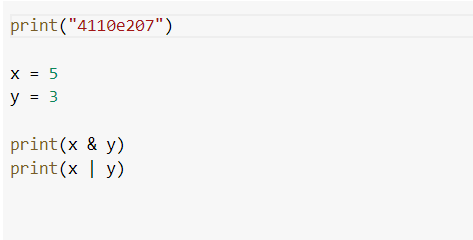 print("4110e207")
x = 5
y = 3
print(x & y)
print(x | y)